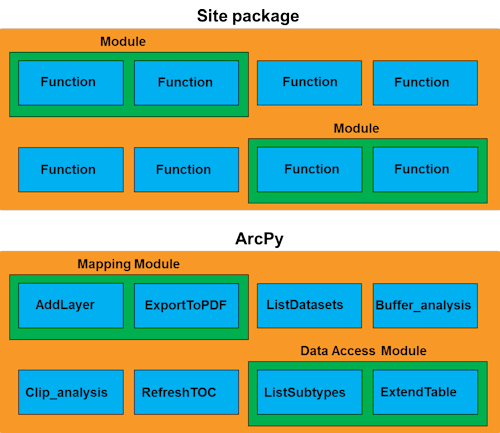 Site package
Module
Function Function Function Function
Module
Function Function Function Function
ArcPy
Mapping Module
AddLayer ExportToPDF ListDatasets Buffer_analysis
Data Access Module
Clip_analysis RefreshTOC ListSubtypes ExtendTable